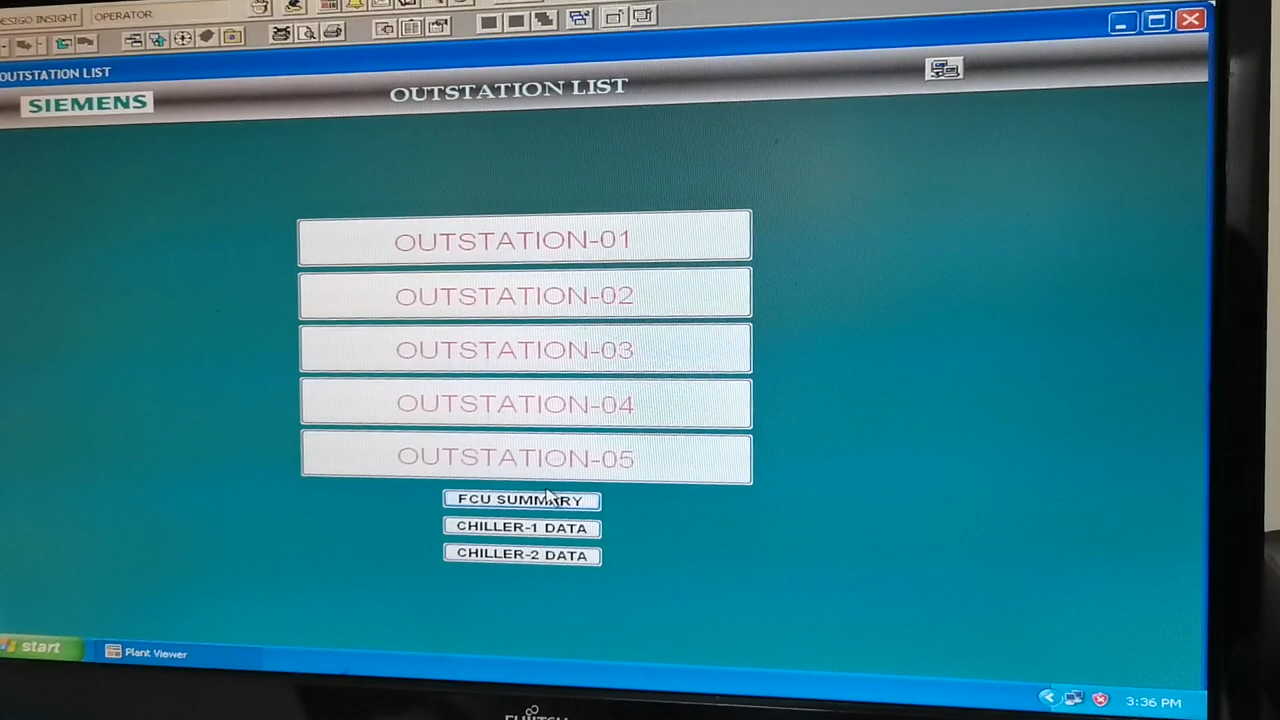 DESIGO INSIGHT
OPERATOR
OUTSTATION LIST
SIEMENS
OUTSTATION LIST
OUTSTATION-01
OUTSTATION-02
OUTSTATION-03
OUTSTATION-04
OUTSTATION-05
FCU SUMMARY
CHILLER-1 DATA
CHILLER-2 DATA
start
Plant Viewer
3:36 PM
FUJITSU